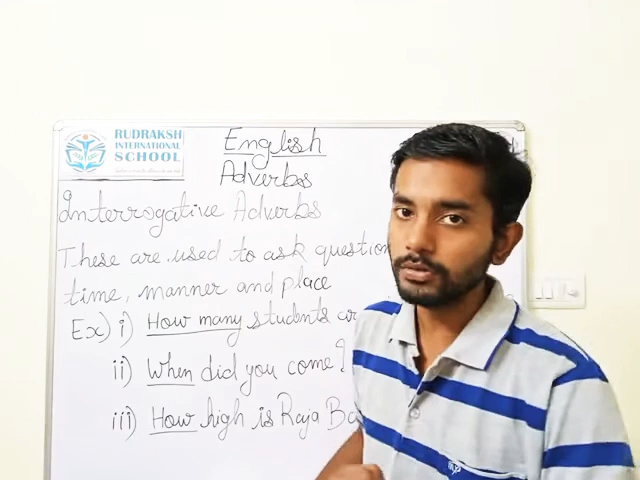 RUDRAKSH
INTERNATIONAL
SCHOOL
English
Adverbs
Interrogative Adverbs
These are used to ask question
time, manner and place
Ex) i) How many students ar
ii) When did you come?
iii) How high is Raja Ba